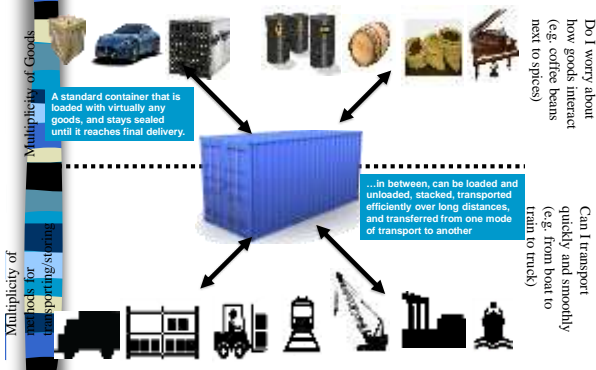 Multiplicity of Goods
Do I worry about
how goods interact
(e.g. coffee beans
next to spices)
A standard container that is
loaded with virtually any
goods, and stays sealed
until it reaches final delivery.
…in between, can be loaded and
unloaded, stacked, transported
efficiently over long distances,
and transferred from one mode
of transport to another
Multiplicity of
methods for
transporting/storing
Can I transport
quickly and smoothly
(e.g. from boat to
train to truck)